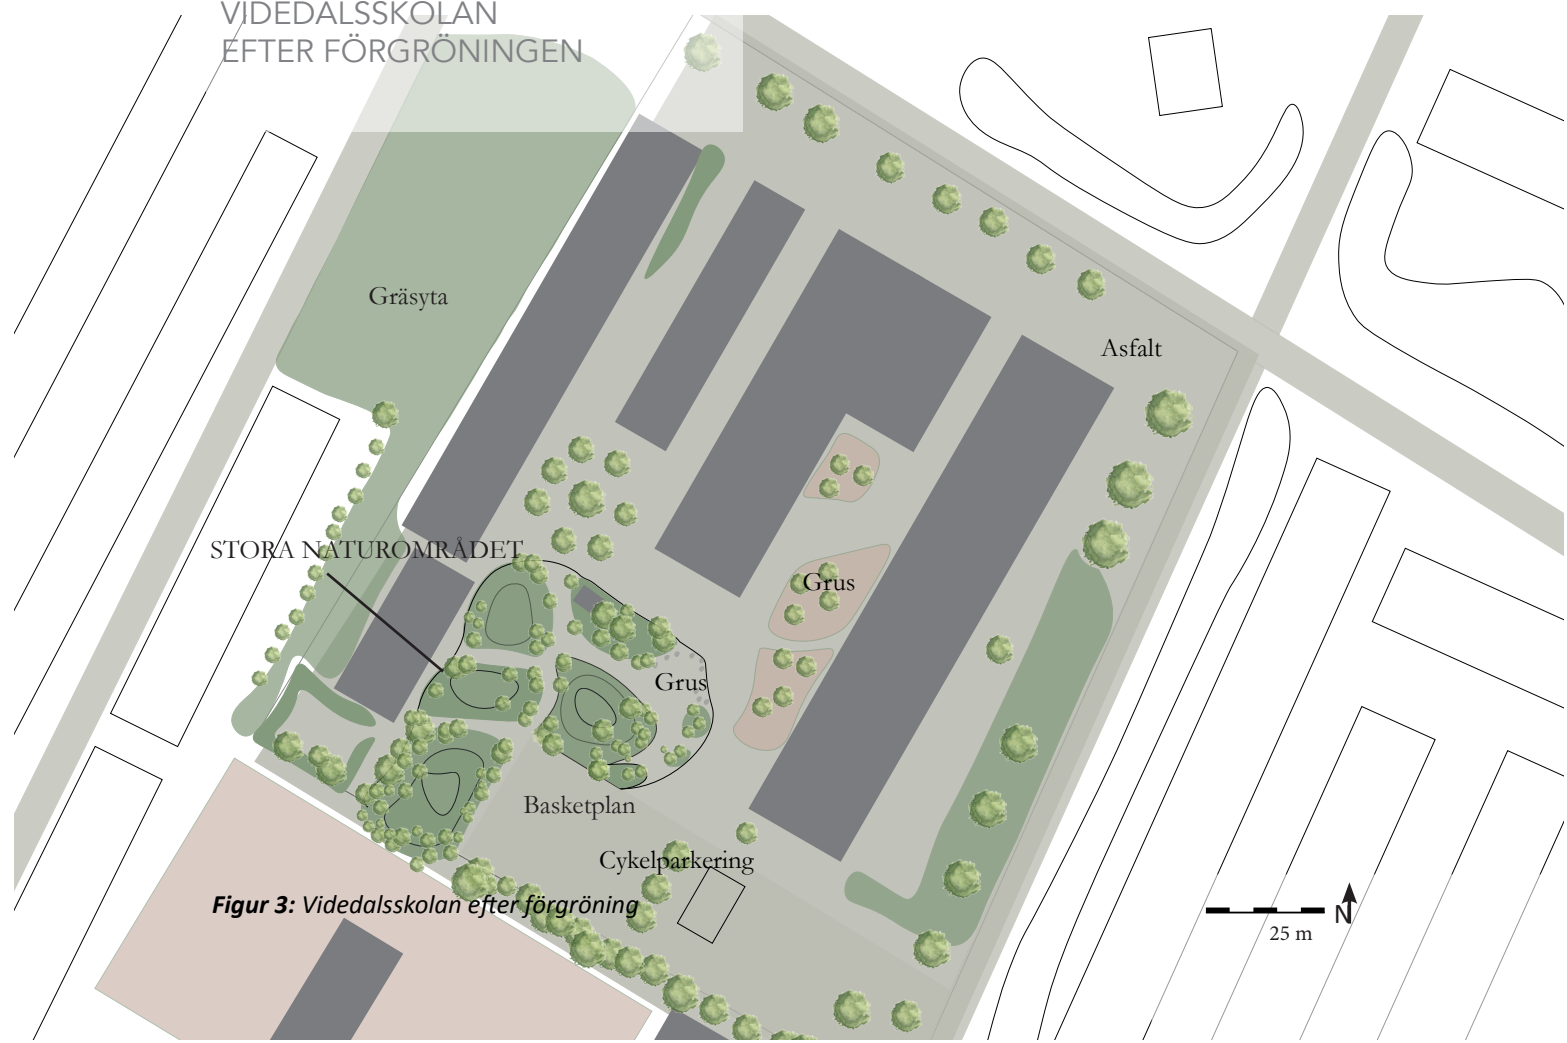 VIDEDALSSKOLAN
EFTER FÖRGRÖNINGEN
Gräsyta
Asfalt
STORA NATUROMRÅDET
Grus
Grus
Basketplan
Cykelparkering
Figur 3: Videdalsskolan efter förgröning
N
25 m